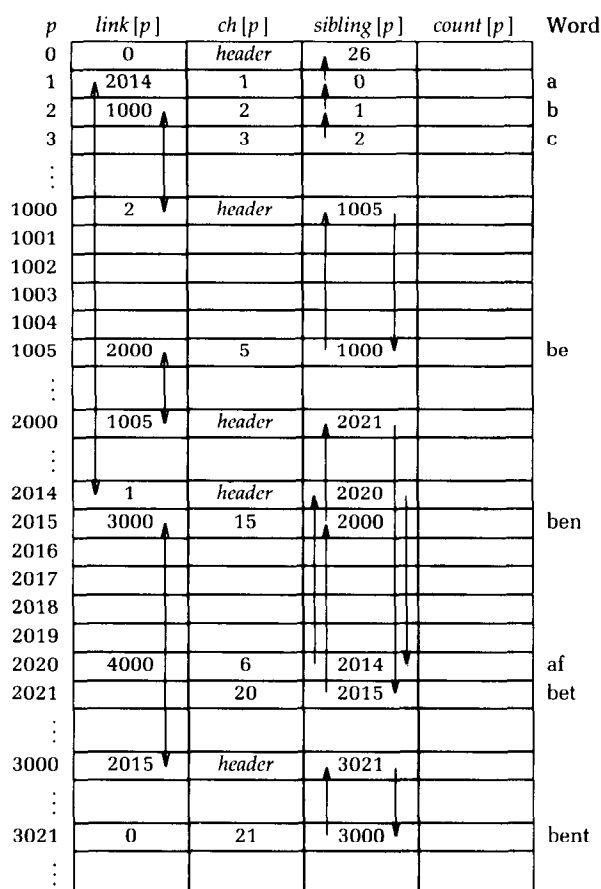 p link [p] ch [p] sibling [p] count [p] Word
0 0 header 26
1 2014 1 0 a
2 1000 2 1 b
3 3 2 c
⋮
1000 2 header 1005
1001
1002
1003
1004
1005 2000 5 1000 be
⋮
2000 1005 header 2021
⋮
2014 1 header 2020
2015 3000 15 2000 ben
2016
2017
2018
2019
2020 4000 6 2014 af
2021 20 2015 bet
⋮
3000 2015 header 3021
⋮
3021 0 21 3000 bent
⋮